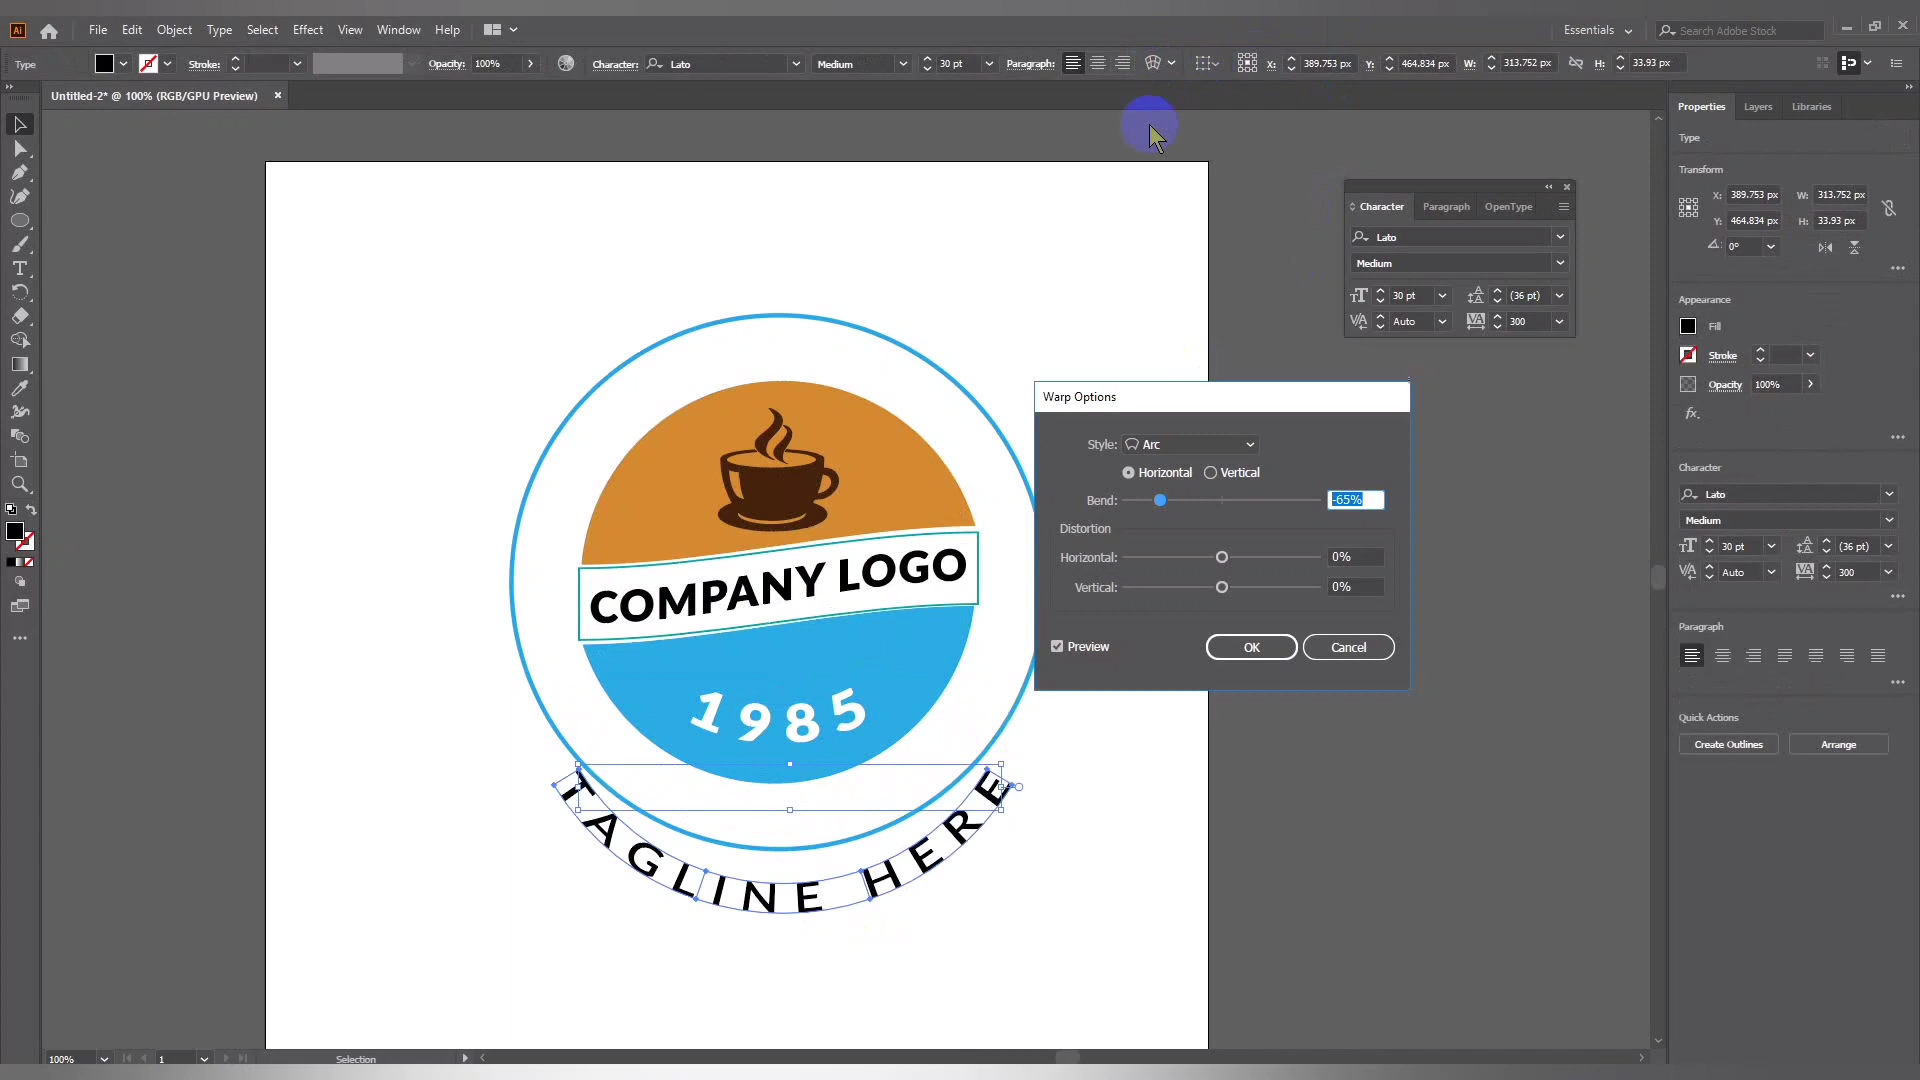 Ai File Edit Object Type Select Effect View Window Help Essentials Search Adobe Stock
Type Stroke: Opacity: 100% Character: Lato Medium 30 pt Paragraph: X: 389.753 px Y: 464.834 px W: 313.752 px H: 33.93 px
Untitled-2* @ 100% (RGB/GPU Preview) ×
Character Paragraph OpenType
Lato
Medium
30 pt (36 pt)
Auto 300
Warp Options
Style: Arc
Horizontal Vertical
Bend: -65%
Distortion
Horizontal: 0%
Vertical: 0%
Preview OK Cancel
COMPANY LOGO
1985
TAGLINE HERE
Properties Layers Libraries
Type
Transform
X: 389.753 px W: 313.752 px
Y: 464.834 px H: 33.93 px
0°
Appearance
Fill
Stroke
Opacity 100%
fx.
Character
Lato
Medium
30 pt (36 pt)
Auto 300
Paragraph
Quick Actions
Create Outlines Arrange
100% 1 Selection